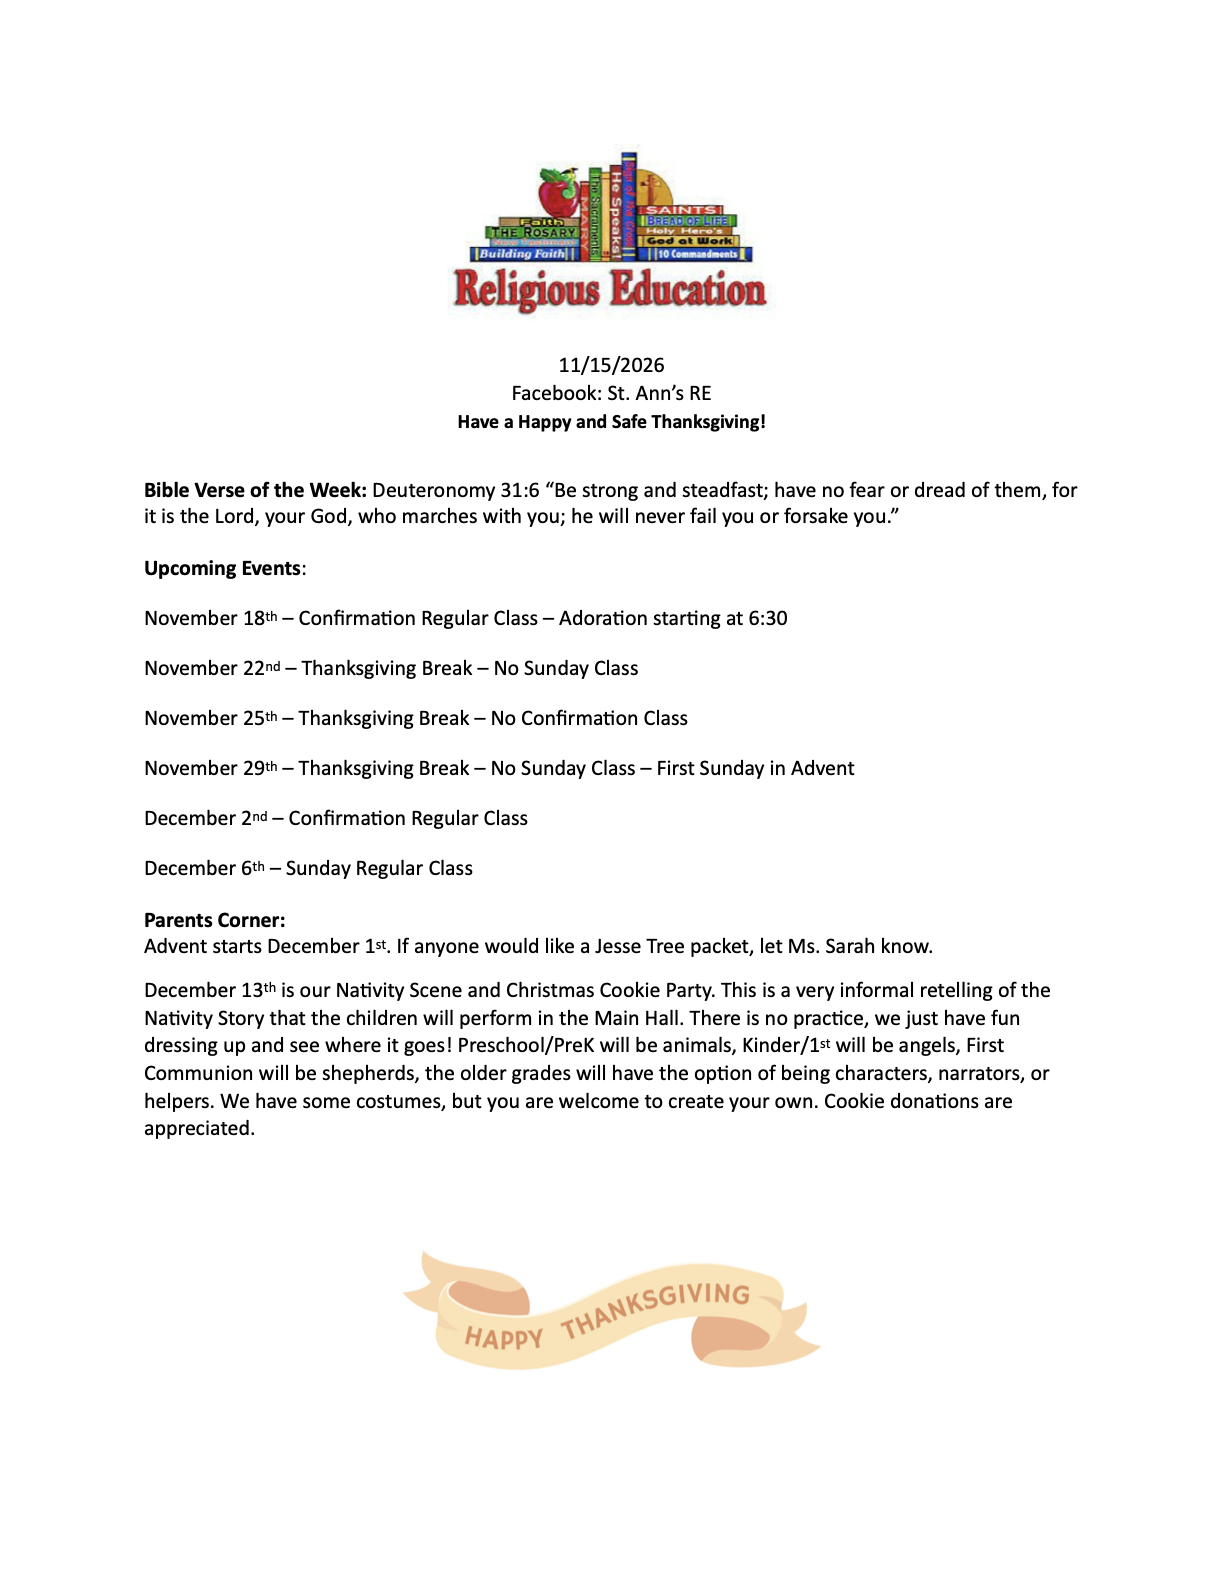 Faith
THE ROSARY
Building Faith
MARY
The Sacraments
He Speaks!
Sign of the Cross
SAINTS
BREAD OF LIFE
Holy Hero's
God at Work
10 Commandments
Religious Education
11/15/2026
Facebook: St. Ann’s RE
Have a Happy and Safe Thanksgiving!
Bible Verse of the Week: Deuteronomy 31:6 “Be strong and steadfast; have no fear or dread of them, for
it is the Lord, your God, who marches with you; he will never fail you or forsake you.”
Upcoming Events:
November 18th – Confirmation Regular Class – Adoration starting at 6:30
November 22nd – Thanksgiving Break – No Sunday Class
November 25th – Thanksgiving Break – No Confirmation Class
November 29th – Thanksgiving Break – No Sunday Class – First Sunday in Advent
December 2nd – Confirmation Regular Class
December 6th – Sunday Regular Class
Parents Corner:
Advent starts December 1st. If anyone would like a Jesse Tree packet, let Ms. Sarah know.
December 13th is our Nativity Scene and Christmas Cookie Party. This is a very informal retelling of the
Nativity Story that the children will perform in the Main Hall. There is no practice, we just have fun
dressing up and see where it goes! Preschool/PreK will be animals, Kinder/1st will be angels, First
Communion will be shepherds, the older grades will have the option of being characters, narrators, or
helpers. We have some costumes, but you are welcome to create your own. Cookie donations are
appreciated.
HAPPY THANKSGIVING